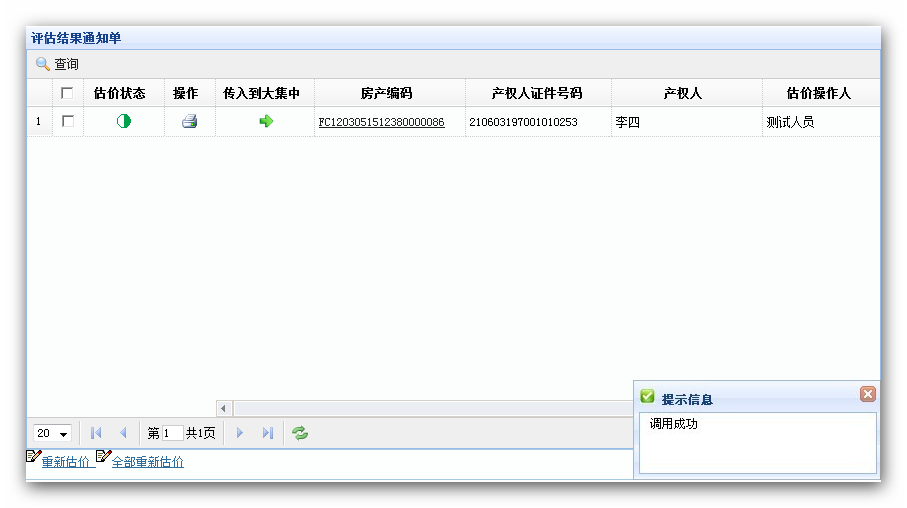 评估结果通知单
查询
估价状态 操作 传入到大集中 房产编码 产权人证件号码 产权人 估价操作人
1 FC1203051512380000086 210603197001010253 李四 测试人员
提示信息
调用成功
20 第 1 共1页
重新估价 全部重新估价